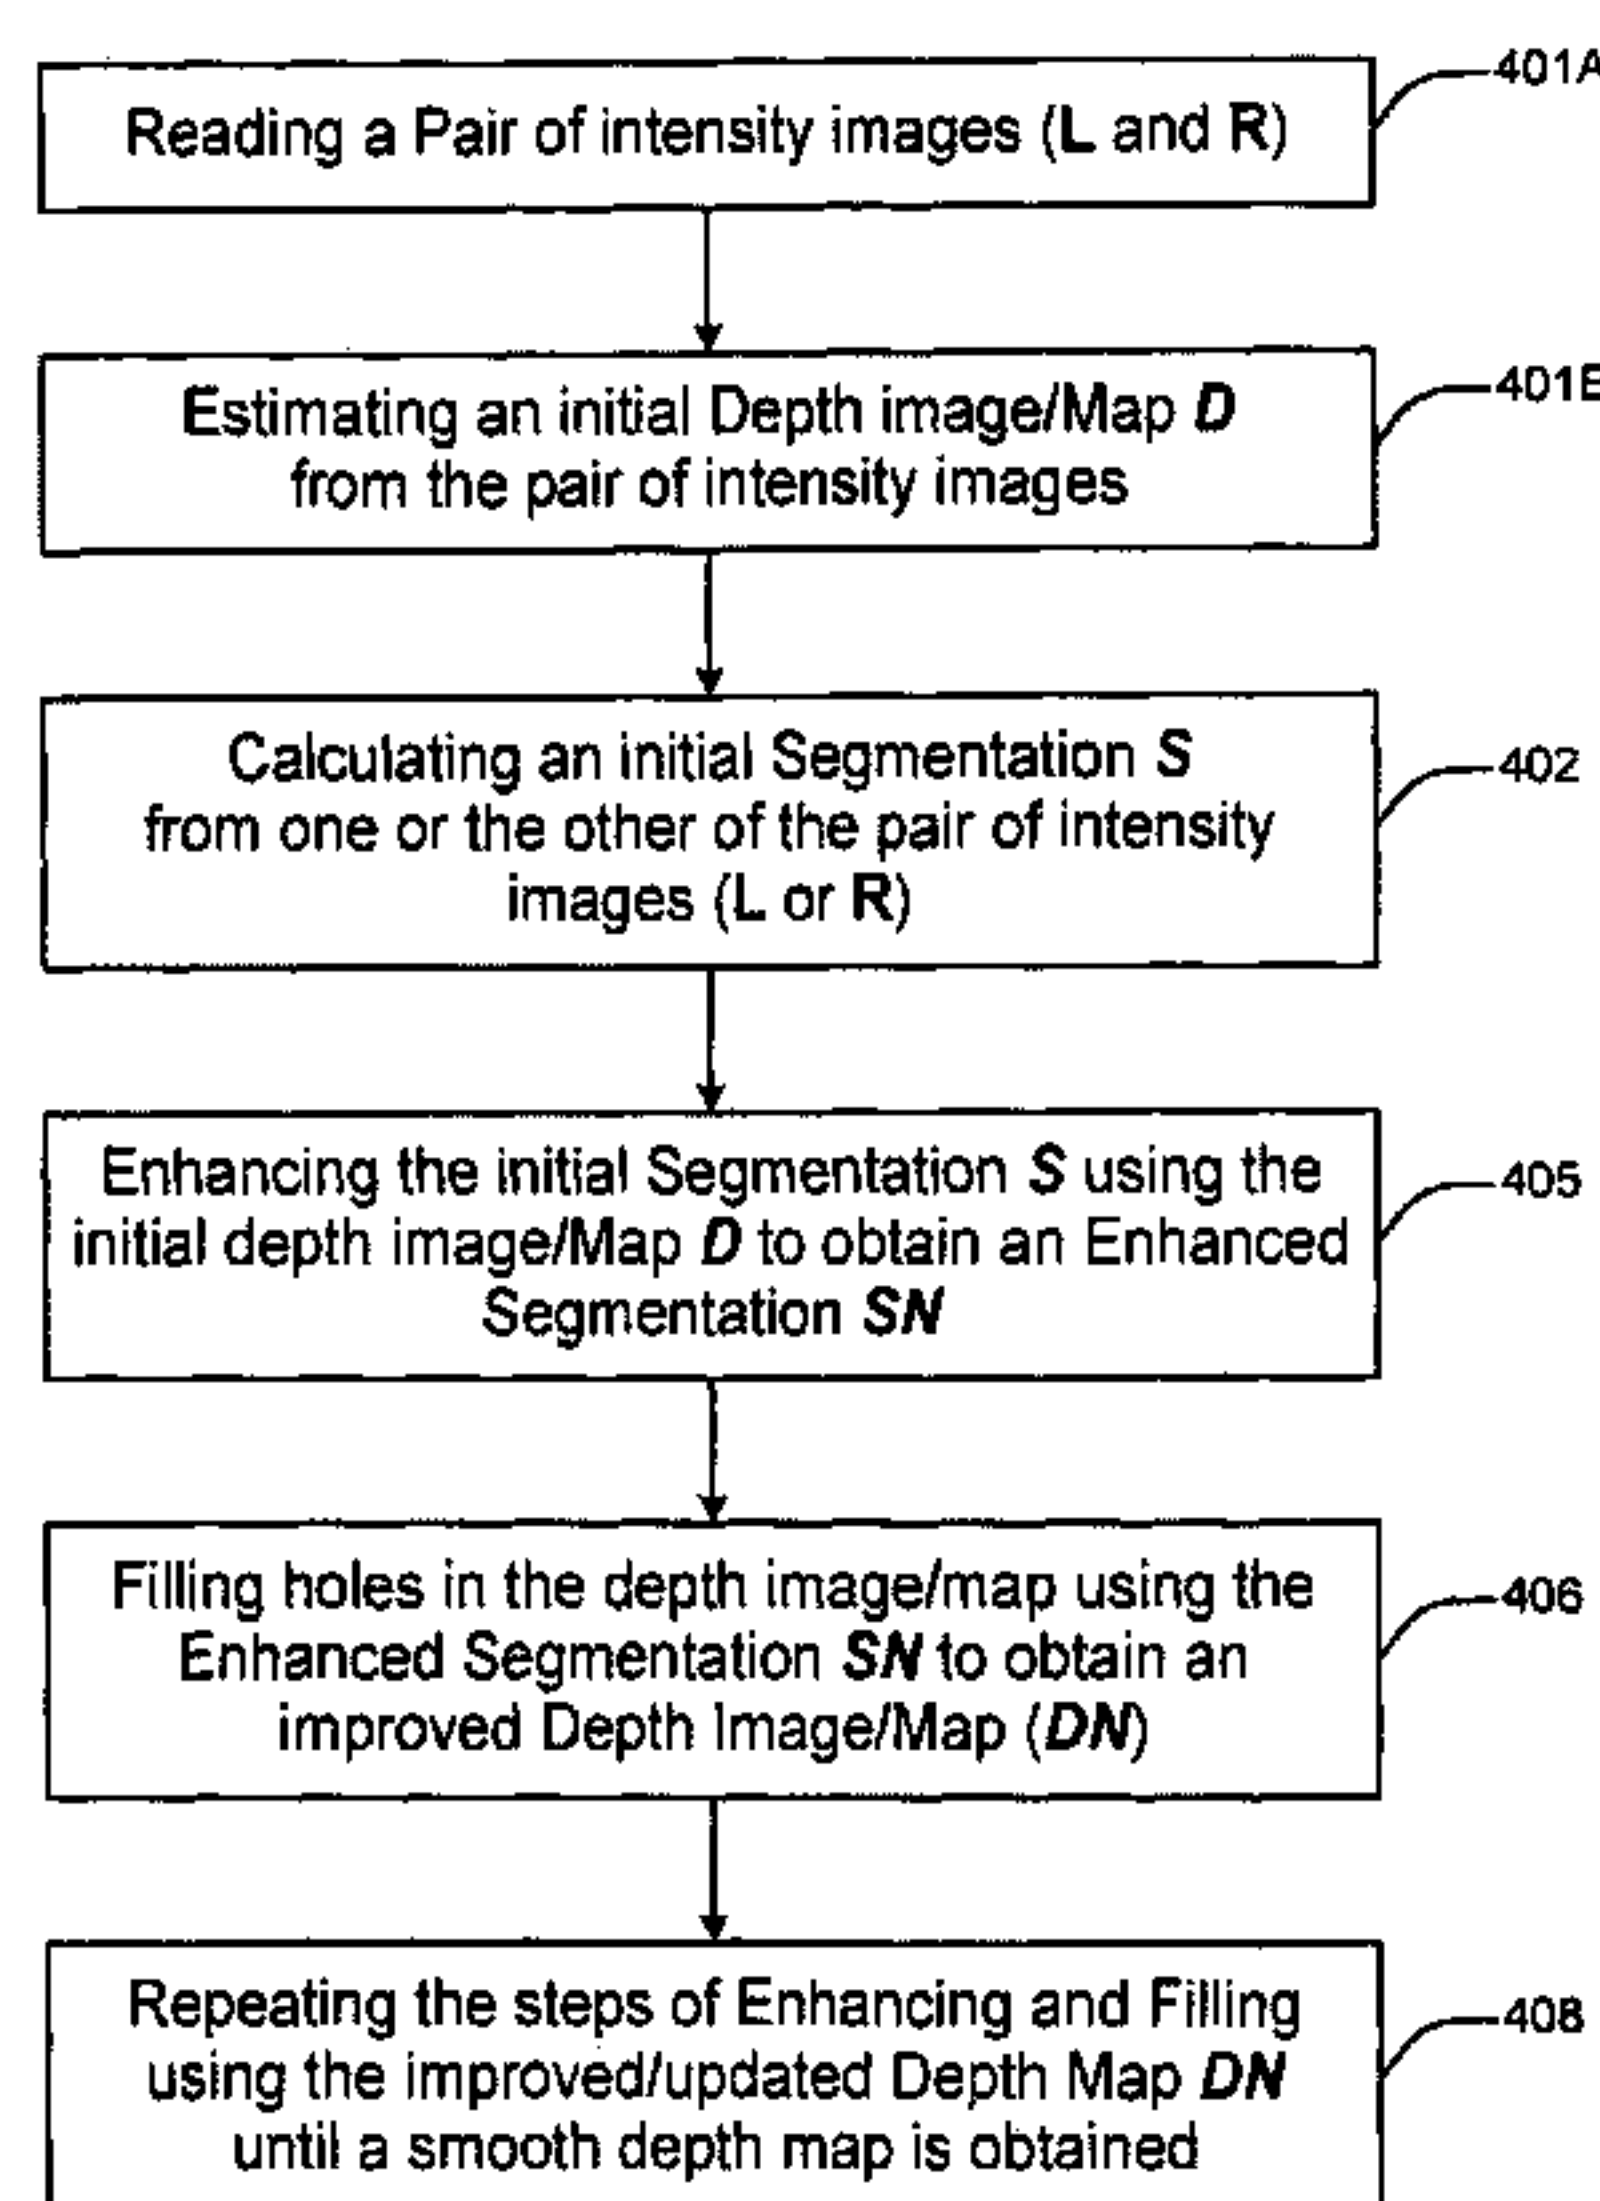 Reading a Pair of intensity images (L and R)
401A
Estimating an initial Depth image/Map D
from the pair of intensity images
401B
Calculating an initial Segmentation S
from one or the other of the pair of intensity
images (L or R)
402
Enhancing the initial Segmentation S using the
initial depth image/Map D to obtain an Enhanced
Segmentation SN
405
Filling holes in the depth image/map using the
Enhanced Segmentation SN to obtain an
improved Depth Image/Map (DN)
406
Repeating the steps of Enhancing and Filling
using the improved/updated Depth Map DN
until a smooth depth map is obtained
408